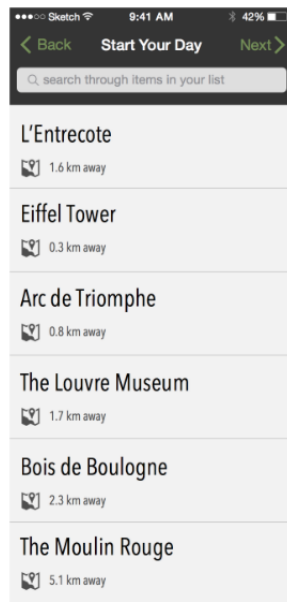 Sketch 9:41 AM 42%
Back Start Your Day Next
search through items in your list
L'Entrecote
1.6 km away
Eiffel Tower
0.3 km away
Arc de Triomphe
0.8 km away
The Louvre Museum
1.7 km away
Bois de Boulogne
2.3 km away
The Moulin Rouge
5.1 km away